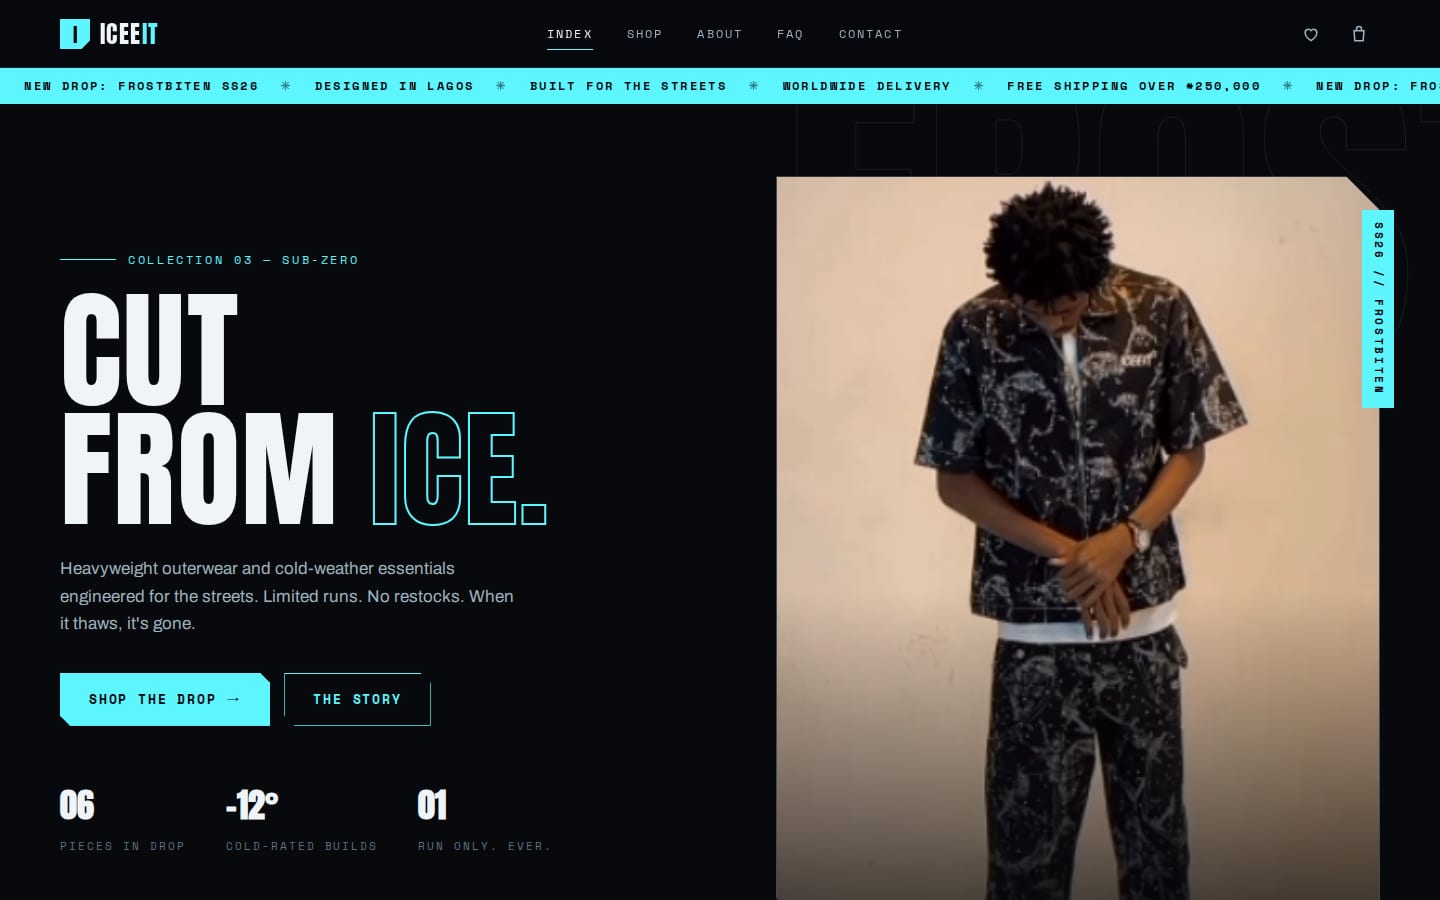 I ICEEIT
INDEX SHOP ABOUT FAQ CONTACT
NEW DROP: FROSTBITEN SS26 ✳ DESIGNED IN LAGOS ✳ BUILT FOR THE STREETS ✳ WORLDWIDE DELIVERY ✳ FREE SHIPPING OVER ₦250,000 ✳ NEW DROP: FRO
SS26 // FROSTBITEN
COLLECTION 03 — SUB-ZERO
CUT
FROM ICE.
ICEEIT
Heavyweight outerwear and cold-weather essentials
engineered for the streets. Limited runs. No restocks. When
it thaws, it's gone.
SHOP THE DROP →
THE STORY
06
PIECES IN DROP
-12°
COLD-RATED BUILDS
01
RUN ONLY. EVER.